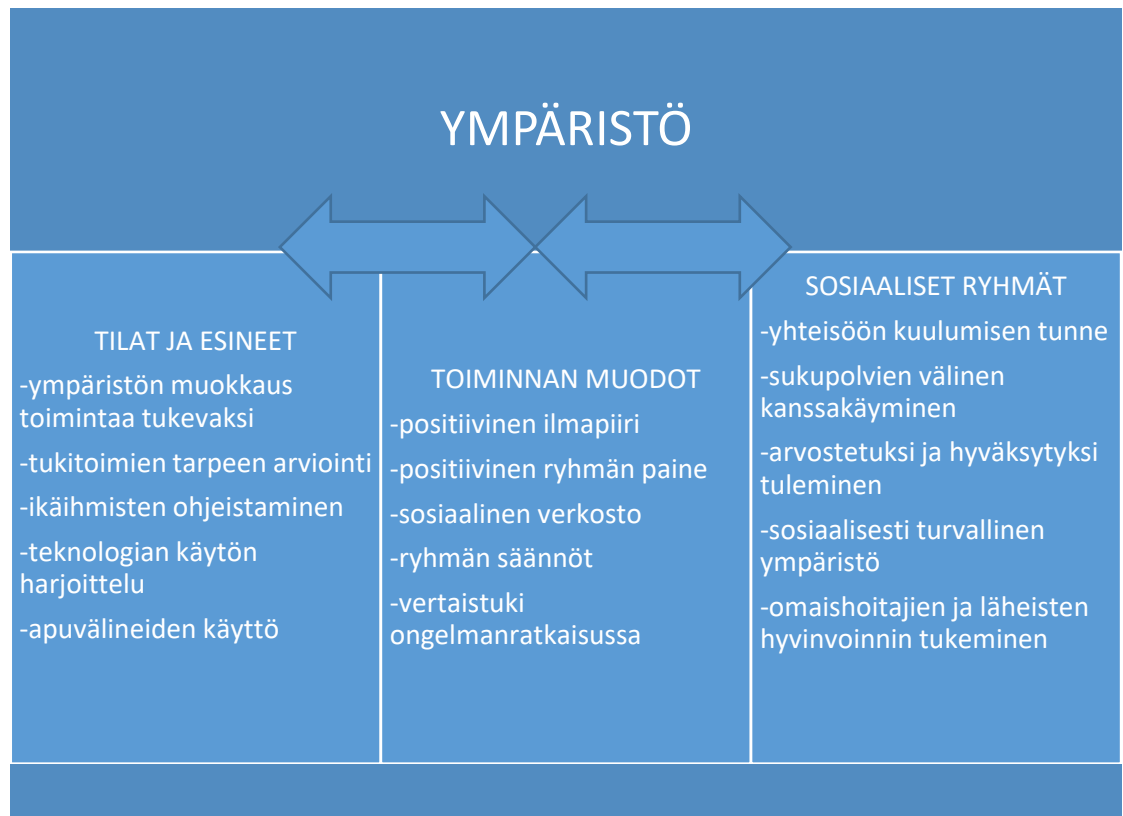 YMPÄRISTÖ
TILAT JA ESINEET
-ympäristön muokkaus
toimintaa tukevaksi
-tukitoimien tarpeen arviointi
-ikäihmisten ohjeistaminen
-teknologian käytön
harjoittelu
-apuvälineiden käyttö
TOIMINNAN MUODOT
-positiivinen ilmapiiri
-positiivinen ryhmän paine
-sosiaalinen verkosto
-ryhmän säännöt
-vertaistuki
ongelmanratkaisussa
SOSIAALISET RYHMÄT
-yhteisöön kuulumisen tunne
-sukupolvien välinen
kanssakäyminen
-arvostetuksi ja hyväksytyksi
tuleminen
-sosiaalisesti turvallinen
ympäristö
-omaishoitajien ja läheisten
hyvinvoinnin tukeminen